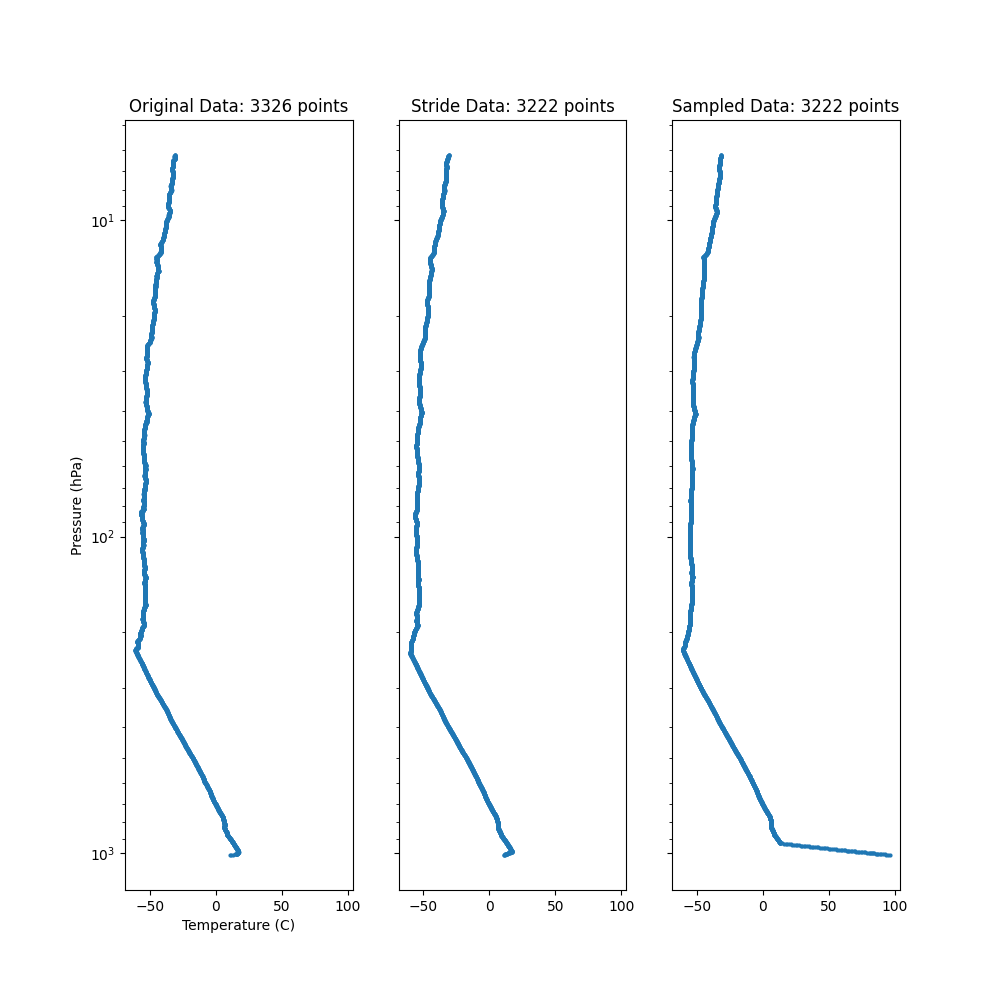 Original Data: 3326 points
Stride Data: 3222 points
Sampled Data: 3222 points
Pressure (hPa)
10¹
10²
10³
−50 0 50 100
−50 0 50 100
−50 0 50 100
Temperature (C)